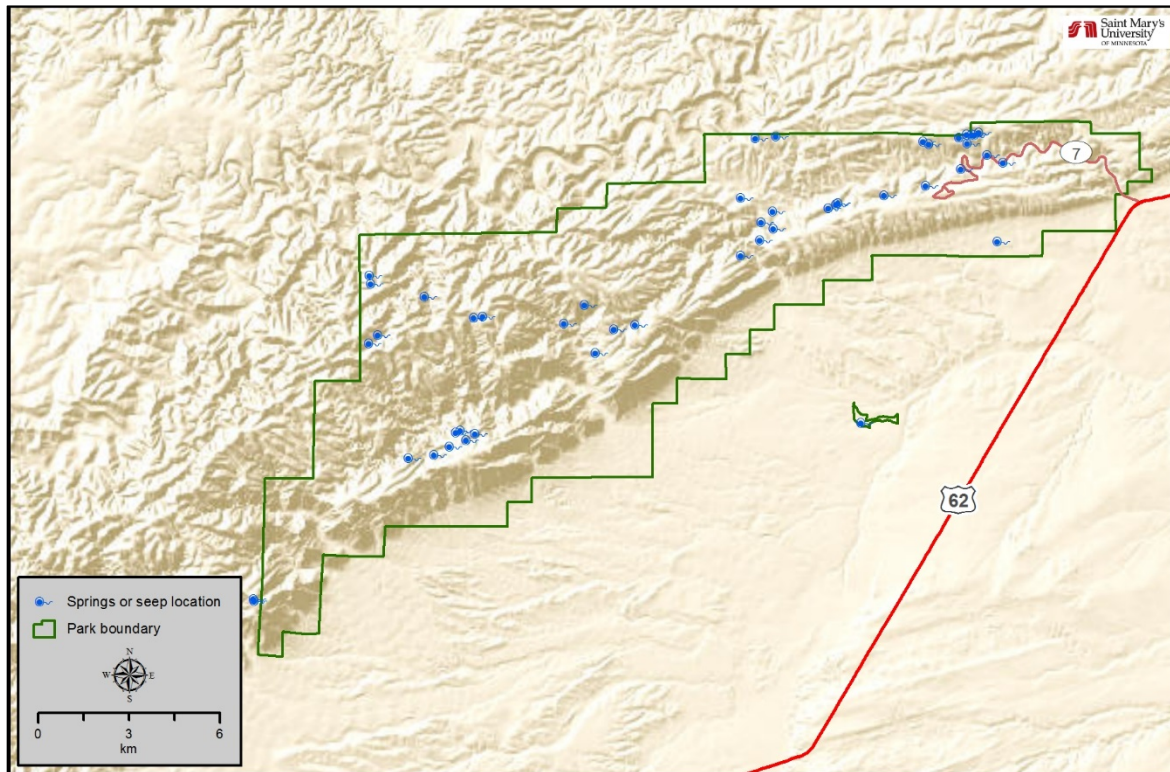 Saint Mary's
University
OF MINNESOTA
7
62
Springs or seep location
Park boundary
N
W E
S
0 3 6
km